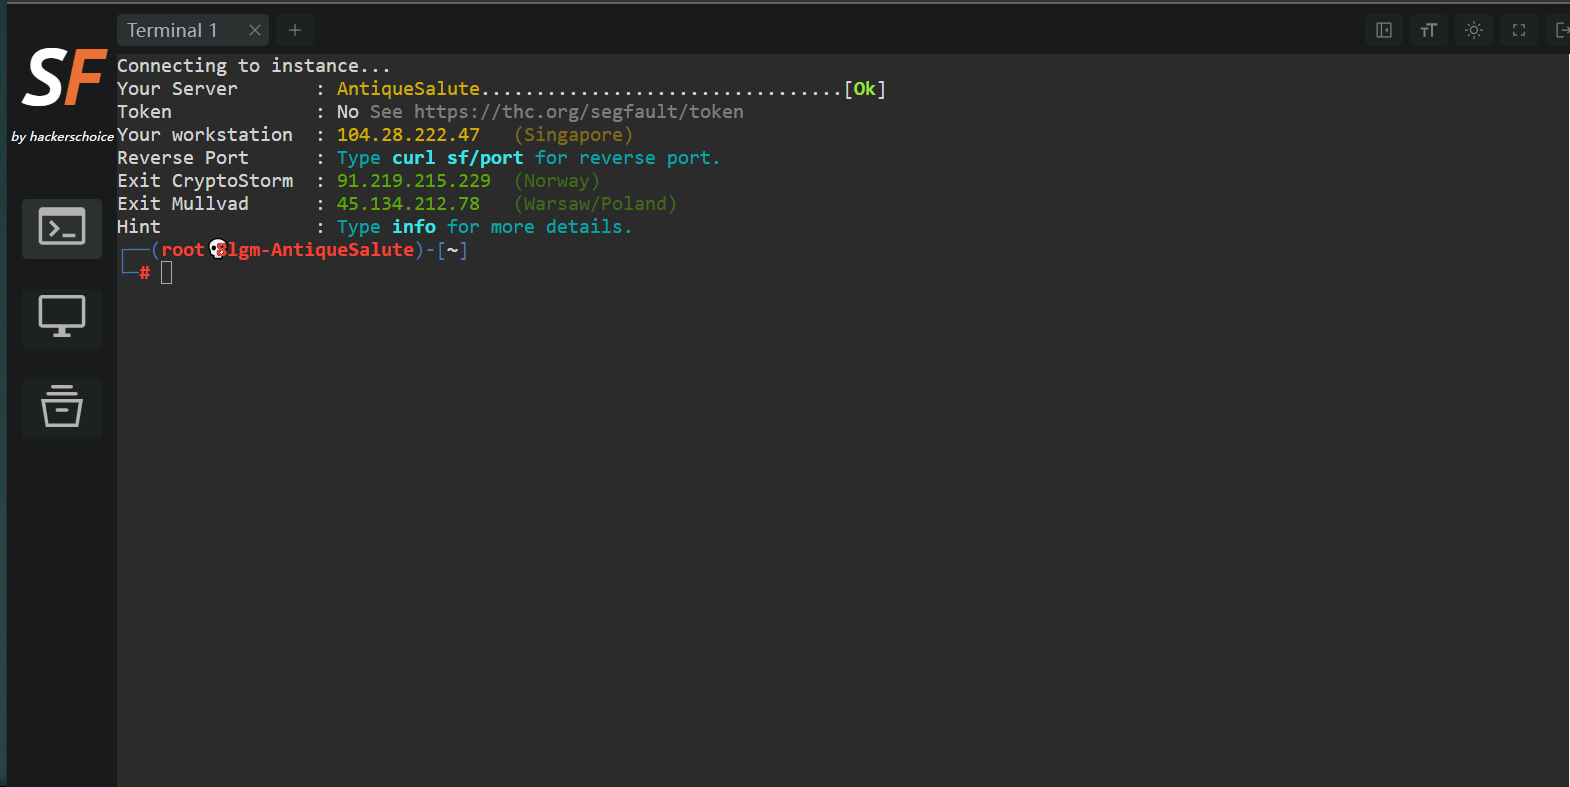 Terminal 1
SF
by hackerschoice
Connecting to instance...
Your Server : AntiqueSalute.................................[Ok]
Token : No See https://thc.org/segfault/token
Your workstation : 104.28.222.47 (Singapore)
Reverse Port : Type curl sf/port for reverse port.
Exit CryptoStorm : 91.219.215.229 (Norway)
Exit Mullvad : 45.134.212.78 (Warsaw/Poland)
Hint : Type info for more details.
(root💀lgm-AntiqueSalute)-[~]
#